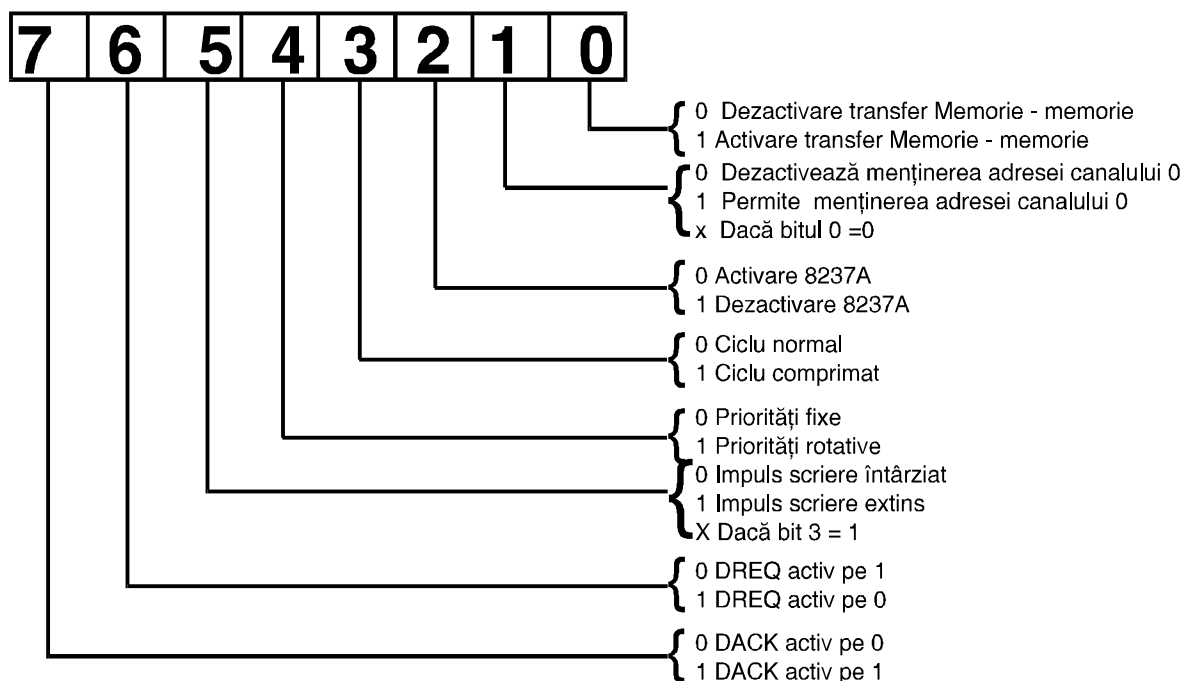 7 6 5 4 3 2 1 0
0 Dezactivare transfer Memorie - memorie
1 Activare transfer Memorie - memorie
0 Dezactivează menținerea adresei canalului 0
1 Permite menținerea adresei canalului 0
x Dacă bitul 0 =0
0 Activare 8237A
1 Dezactivare 8237A
0 Ciclu normal
1 Ciclu comprimat
0 Priorități fixe
1 Priorități rotative
0 Impuls scriere întârziat
1 Impuls scriere extins
X Dacă bit 3 = 1
0 DREQ activ pe 1
1 DREQ activ pe 0
0 DACK activ pe 0
1 DACK activ pe 1